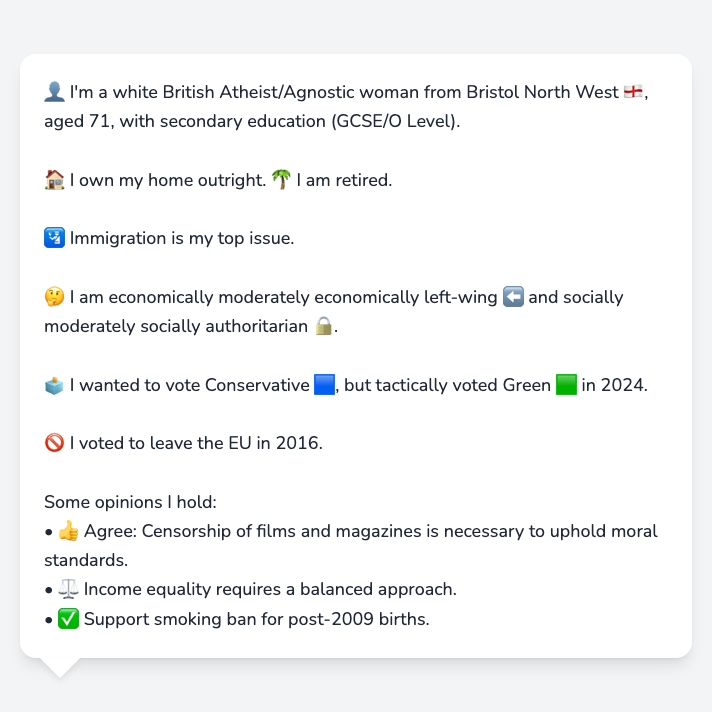 👤 I'm a white British Atheist/Agnostic woman from Bristol North West 🏴󠁧󠁢󠁥󠁮󠁧󠁿,
aged 71, with secondary education (GCSE/O Level).
🏠 I own my home outright. 🌴 I am retired.
🛂 Immigration is my top issue.
🤔 I am economically moderately economically left-wing ⬅️ and socially
moderately socially authoritarian 🔒.
🗳️ I wanted to vote Conservative 🟦, but tactically voted Green 🟩 in 2024.
🚫 I voted to leave the EU in 2016.
Some opinions I hold:
• 👍 Agree: Censorship of films and magazines is necessary to uphold moral
standards.
• ⚖️ Income equality requires a balanced approach.
• ✅ Support smoking ban for post-2009 births.